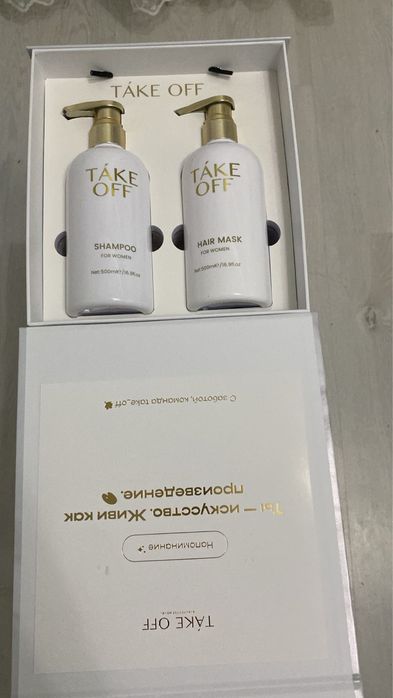 TÁKE OFF
TÁKE
OFF
SHAMPOO
FOR WOMEN
Net:500mℓ/16.9fl.oz
TÁKE
OFF
HAIR MASK
FOR WOMEN
Net:500mℓ/16.9fl.oz
TÁKE OFF
Напоминание
Ты — искусство. Живи как
произведение.
С заботой, команда take_off